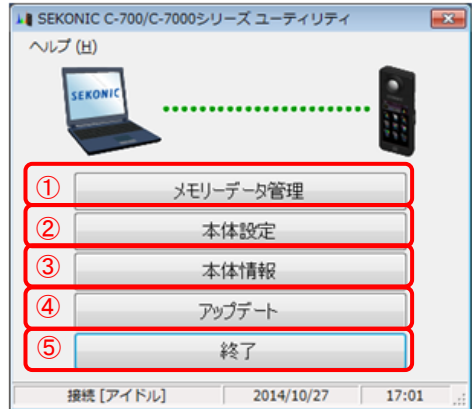 SEKONIC C-700/C-7000シリーズ ユーティリティ
ヘルプ (H)
SEKONIC
① メモリーデータ管理
② 本体設定
③ 本体情報
④ アップデート
⑤ 終了
接続 [アイドル] 2014/10/27 17:01